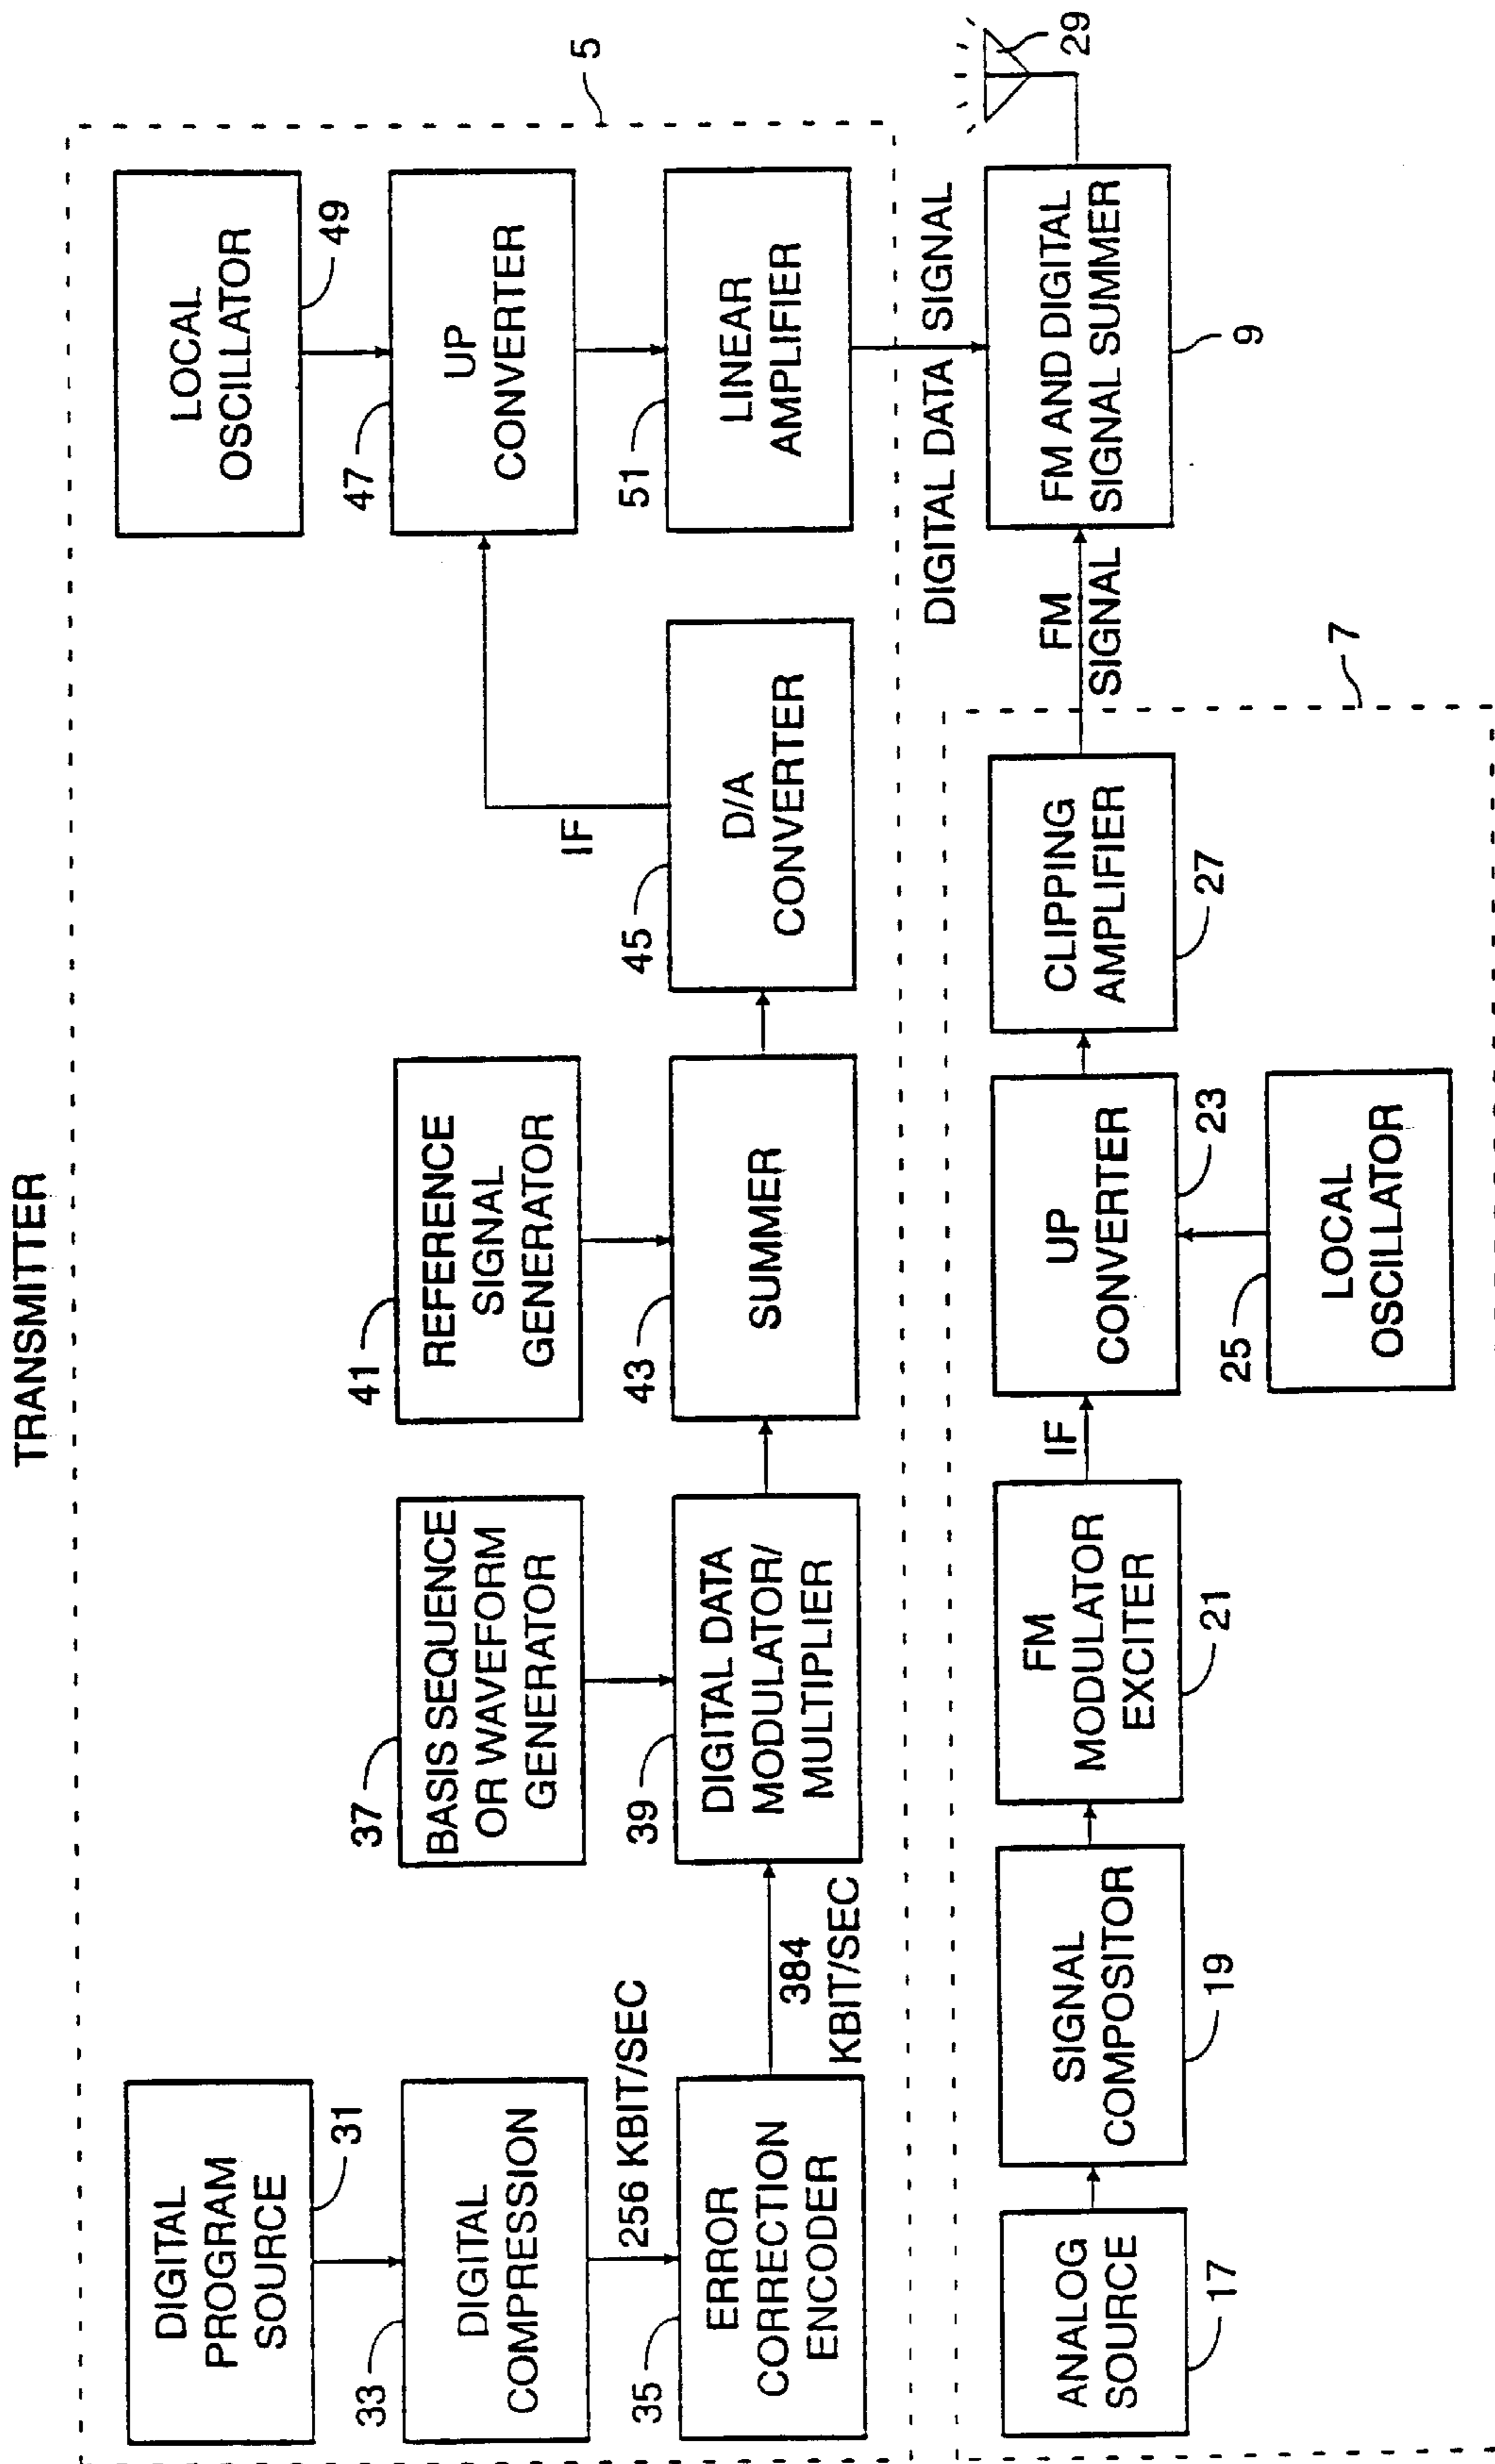 TRANSMITTER
DIGITAL
PROGRAM
SOURCE
31
33
DIGITAL
COMPRESSION
256 KBIT/SEC
35
ERROR
CORRECTION
ENCODER
384
KBIT/SEC
37
BASIS SEQUENCE
OR WAVEFORM
GENERATOR
39
DIGITAL DATA
MODULATOR/
MULTIPLIER
41
REFERENCE
SIGNAL
GENERATOR
43
SUMMER
45
D/A
CONVERTER
IF
LOCAL
OSCILLATOR
49
47
UP
CONVERTER
51
LINEAR
AMPLIFIER
5
DIGITAL DATA SIGNAL
ANALOG
SOURCE
17
SIGNAL
COMPOSITOR
19
FM
MODULATOR
EXCITER
21
IF
UP
CONVERTER
23
25
LOCAL
OSCILLATOR
CLIPPING
AMPLIFIER
27
7
FM
SIGNAL
FM AND DIGITAL
SIGNAL SUMMER
9
29